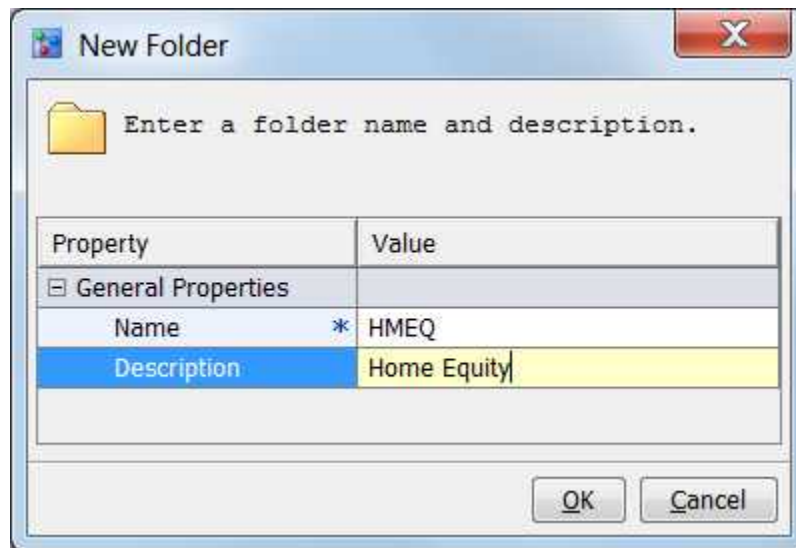 New Folder
Enter a folder name and description.
Property Value
General Properties
Name * HMEQ
Description Home Equity
OK Cancel